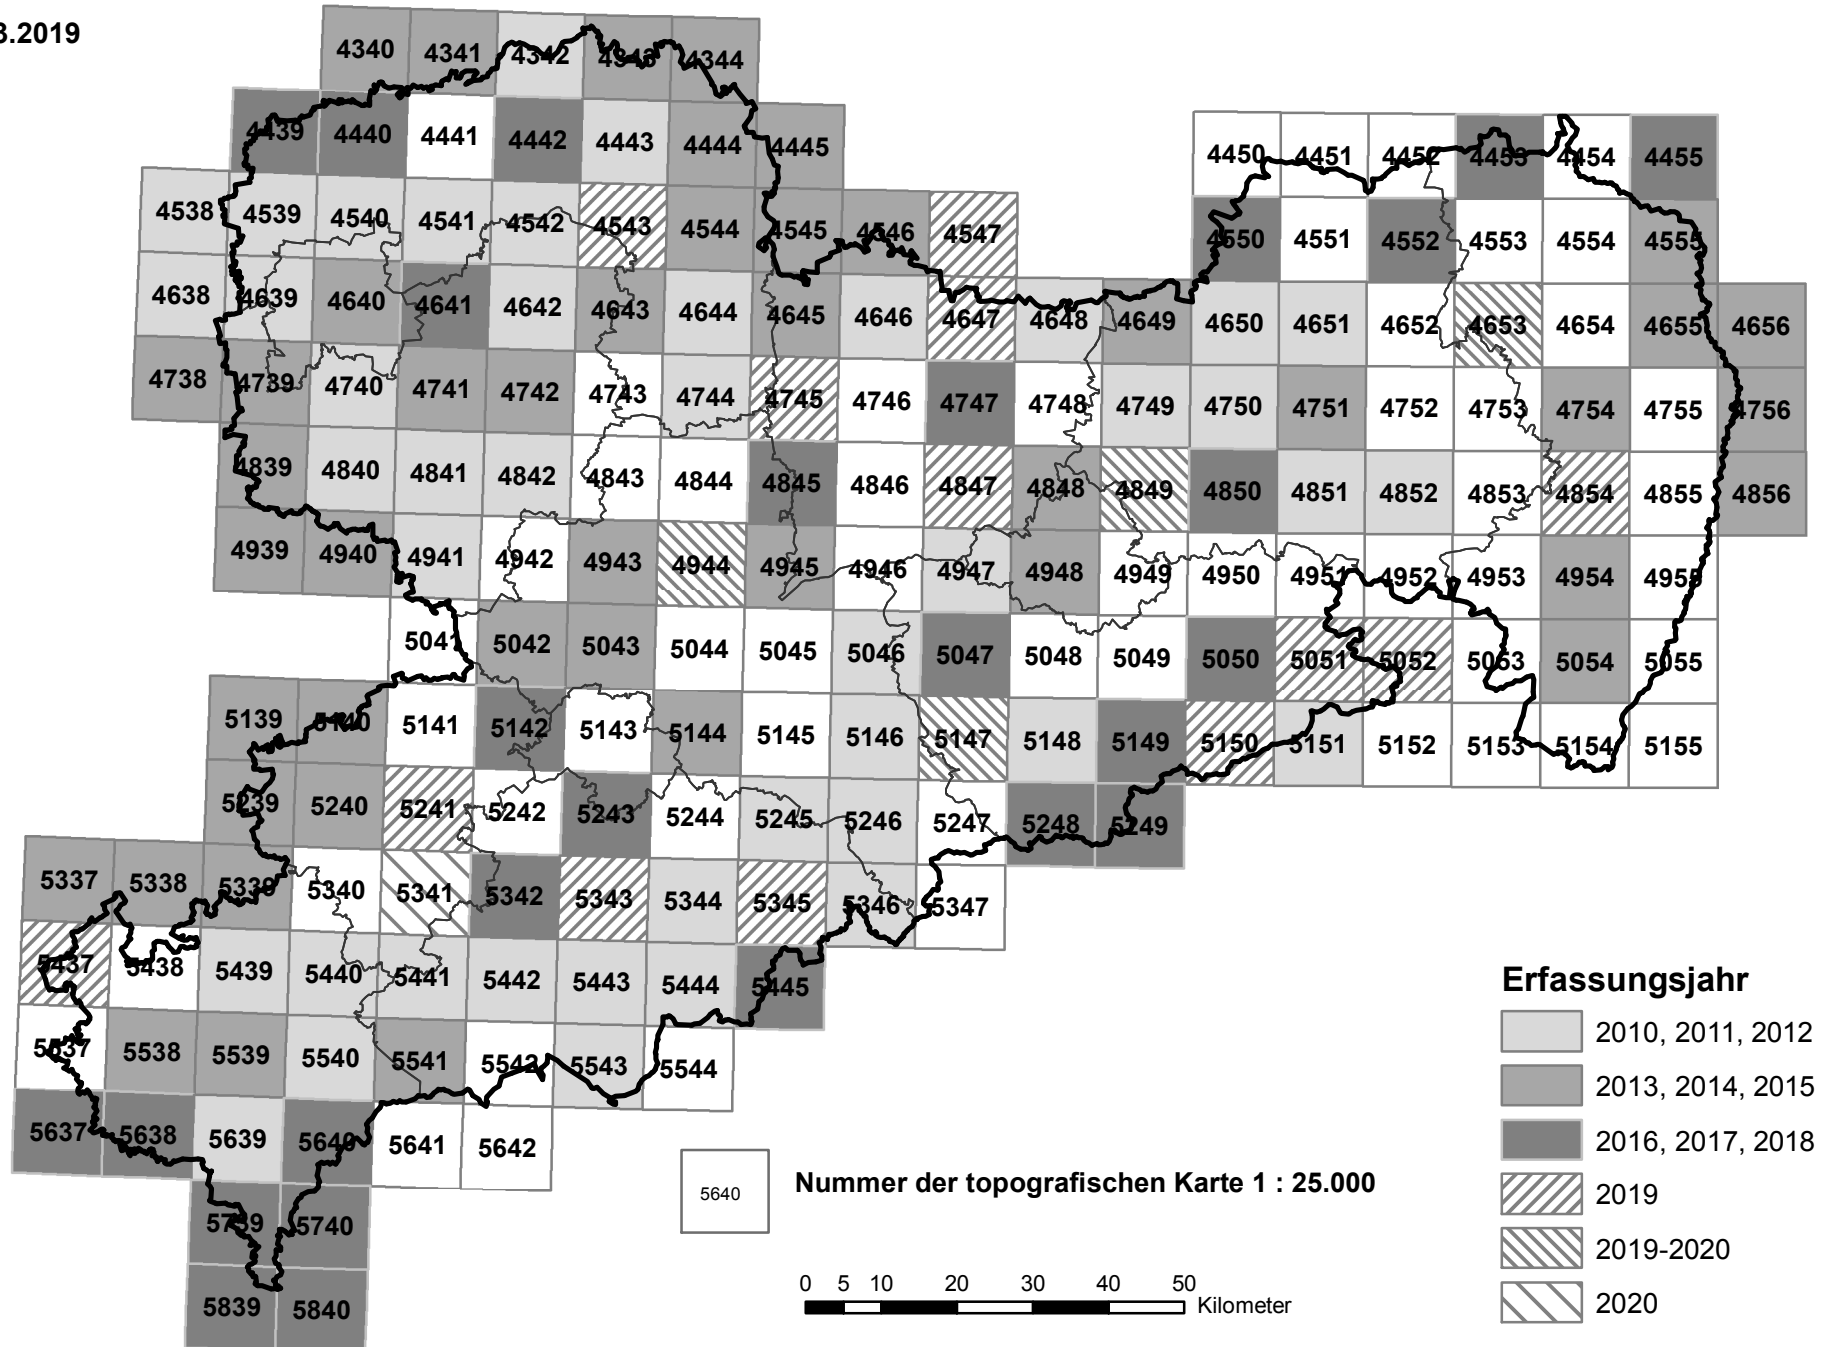 3.2019
4340 4341 4342 4343 4344
4439 4440 4441 4442 4443 4444 4445 4450 4451 4452 4453 4454 4455
4538 4539 4540 4541 4542 4543 4544 4545 4546 4547 4550 4551 4552 4553 4554 4555
4638 4639 4640 4641 4642 4643 4644 4645 4646 4647 4648 4649 4650 4651 4652 4653 4654 4655 4656
4738 4739 4740 4741 4742 4743 4744 4745 4746 4747 4748 4749 4750 4751 4752 4753 4754 4755 4756
4839 4840 4841 4842 4843 4844 4845 4846 4847 4848 4849 4850 4851 4852 4853 4854 4855 4856
4939 4940 4941 4942 4943 4944 4945 4946 4947 4948 4949 4950 4951 4952 4953 4954 4955
5041 5042 5043 5044 5045 5046 5047 5048 5049 5050 5051 5052 5053 5054 5055
5139 5140 5141 5142 5143 5144 5145 5146 5147 5148 5149 5150 5151 5152 5153 5154 5155
5239 5240 5241 5242 5243 5244 5245 5246 5247 5248 5249
5337 5338 5339 5340 5341 5342 5343 5344 5345 5346 5347
5437 5438 5439 5440 5441 5442 5443 5444 5445
5537 5538 5539 5540 5541 5542 5543 5544
5637 5638 5639 5640 5641 5642
5739 5740
5839 5840
5640
Nummer der topografischen Karte 1 : 25.000
0 5 10 20 30 40 50
Kilometer
Erfassungsjahr
2010, 2011, 2012
2013, 2014, 2015
2016, 2017, 2018
2019
2019-2020
2020